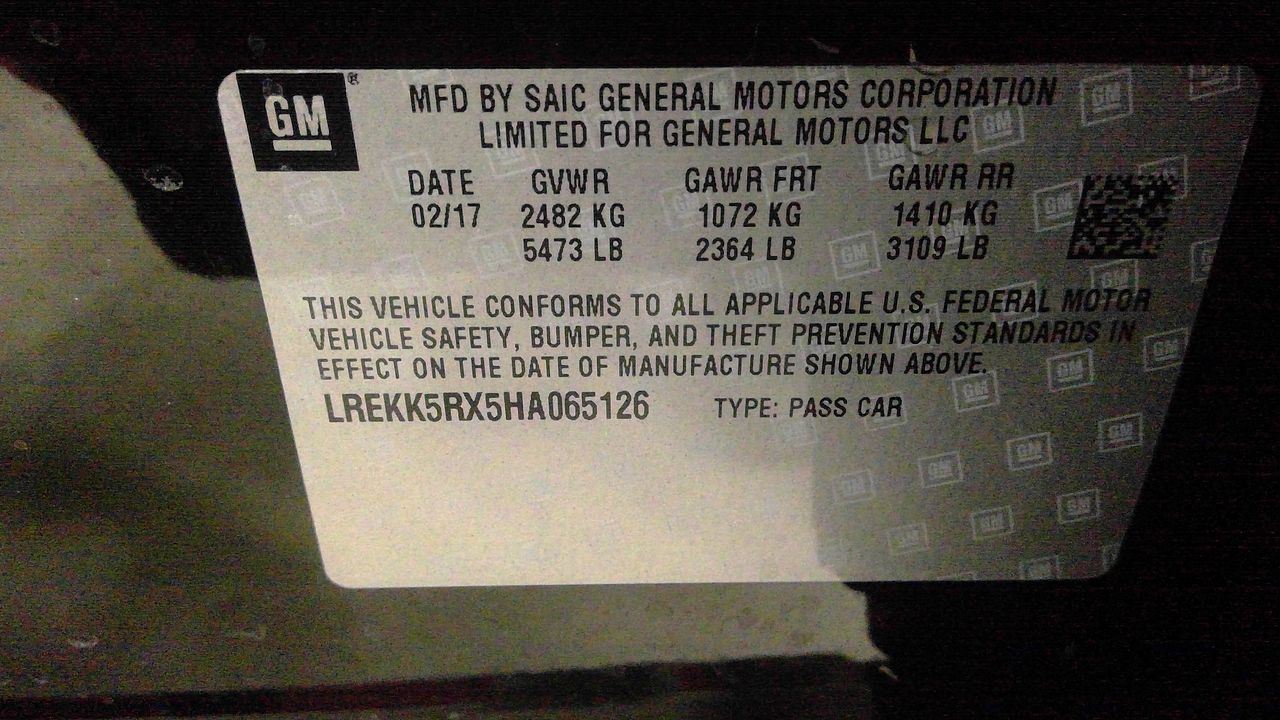 GM ®
MFD BY SAIC GENERAL MOTORS CORPORATION
LIMITED FOR GENERAL MOTORS LLC
DATE GVWR GAWR FRT GAWR RR
02/17 2482 KG 1072 KG 1410 KG
5473 LB 2364 LB 3109 LB
THIS VEHICLE CONFORMS TO ALL APPLICABLE U.S. FEDERAL MOTOR
VEHICLE SAFETY, BUMPER, AND THEFT PREVENTION STANDARDS IN
EFFECT ON THE DATE OF MANUFACTURE SHOWN ABOVE.
LREKK5RX5HA065126 TYPE: PASS CAR